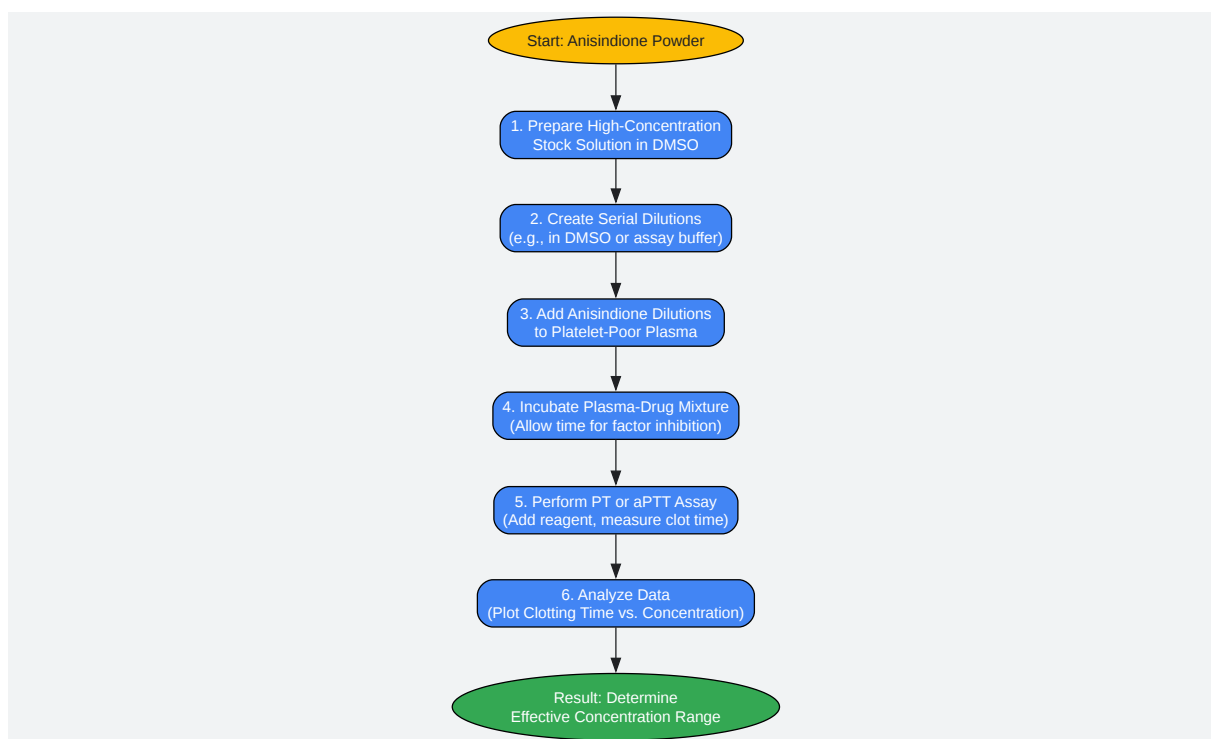 Start: Anisindione Powder
1. Prepare High-Concentration
Stock Solution in DMSO
2. Create Serial Dilutions
(e.g., in DMSO or assay buffer)
3. Add Anisindione Dilutions
to Platelet-Poor Plasma
4. Incubate Plasma-Drug Mixture
(Allow time for factor inhibition)
5. Perform PT or aPTT Assay
(Add reagent, measure clot time)
6. Analyze Data
(Plot Clotting Time vs. Concentration)
Result: Determine
Effective Concentration Range